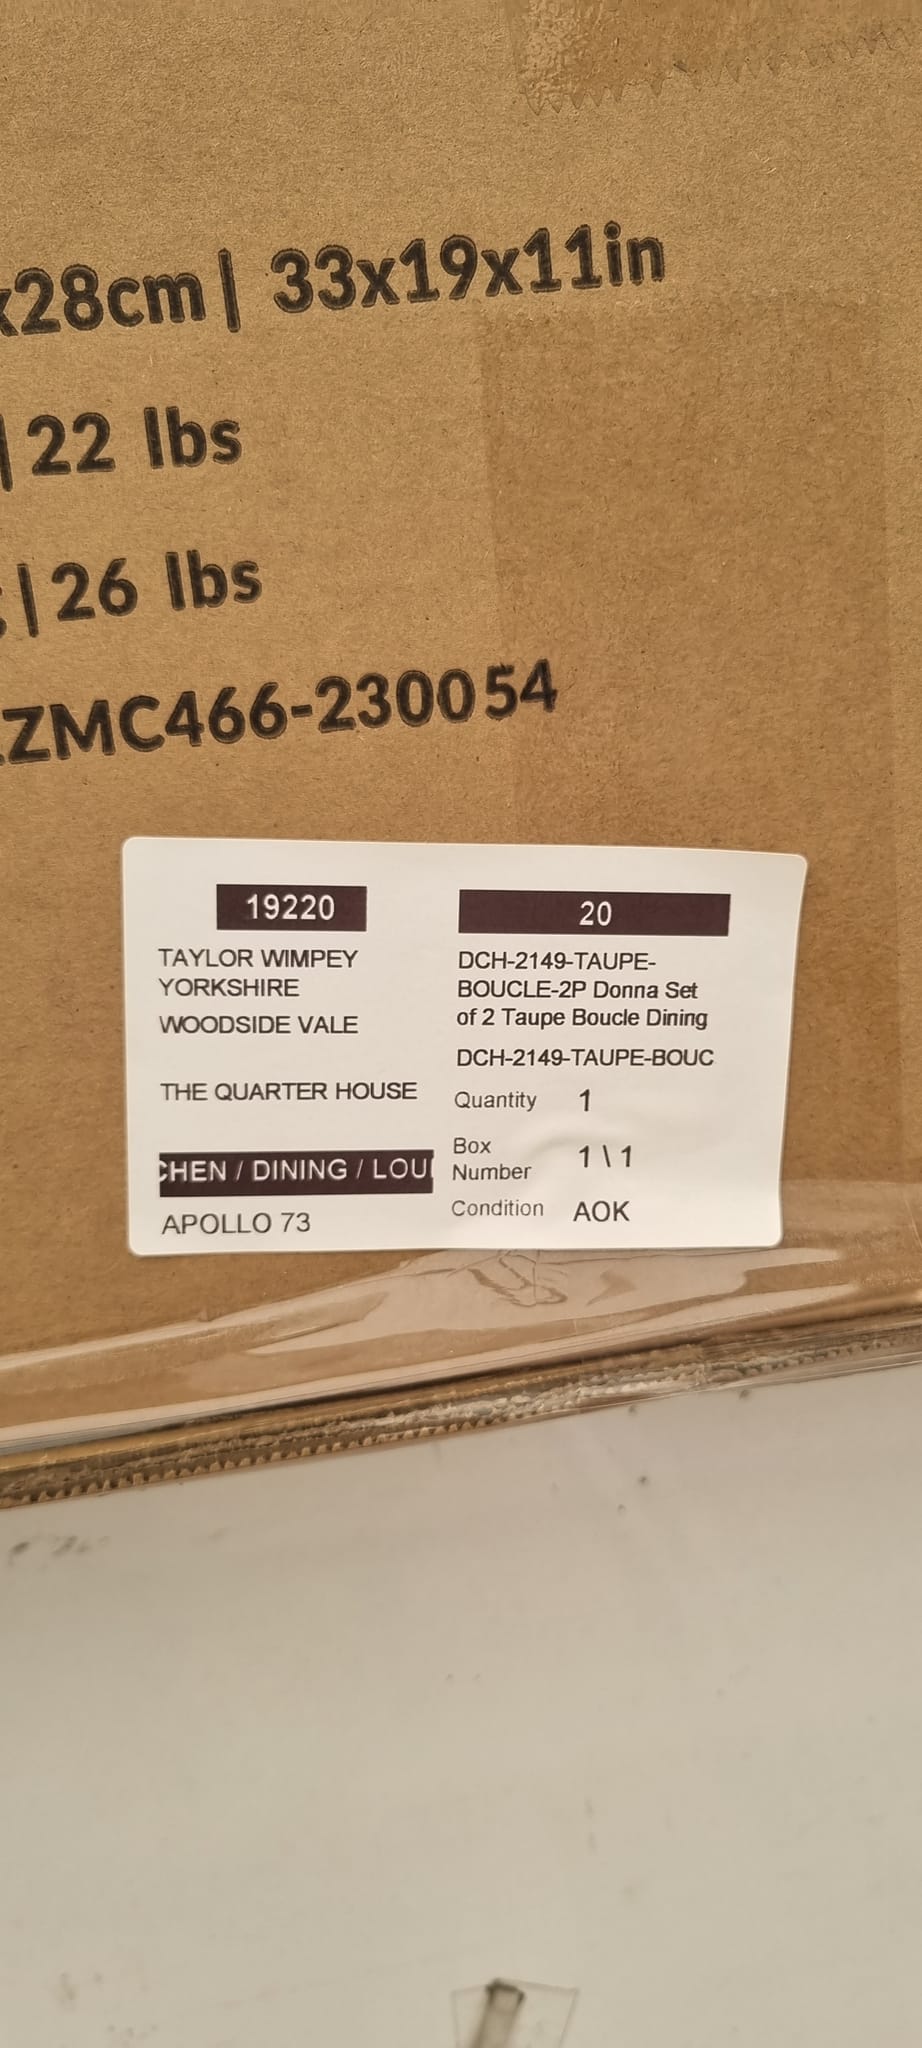 x28cm| 33x19x11in
|22 lbs
|26 lbs
ZMC466-230054
19220
TAYLOR WIMPEY
YORKSHIRE
WOODSIDE VALE
THE QUARTER HOUSE
CHEN / DINING / LOU
APOLLO 73
20
DCH-2149-TAUPE-
BOUCLE-2P Donna Set
of 2 Taupe Boucle Dining
DCH-2149-TAUPE-BOUC
Quantity 1
Box
Number 1 \ 1
Condition AOK